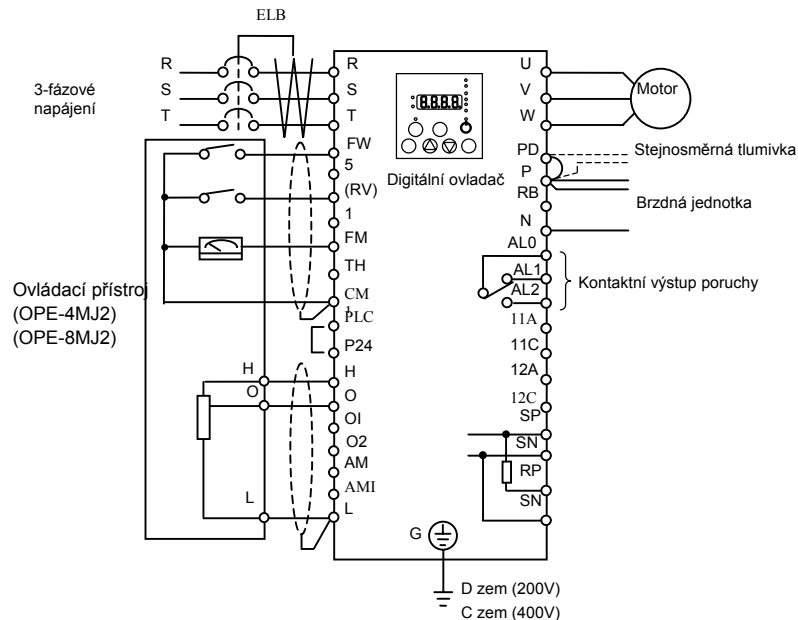 ELB
R
S
T
3-fázové
napájení
R
S
T
FW
5
(RV)
1
FM
TH
CM
1
PLC
P24
H
O
OI
O2
AM
AMI
L
H
O
L
Ovládací přístroj
(OPE-4MJ2)
(OPE-8MJ2)
8.8.8.8.
Digitální ovladač
U
V
W
Motor
PD
P
RB
N
Stejnosměrná tlumivka
Brzdná jednotka
AL0
AL1
AL2
Kontaktní výstup poruchy
11A
11C
12A
12C
SP
SN
RP
SN
G
D zem (200V)
C zem (400V)